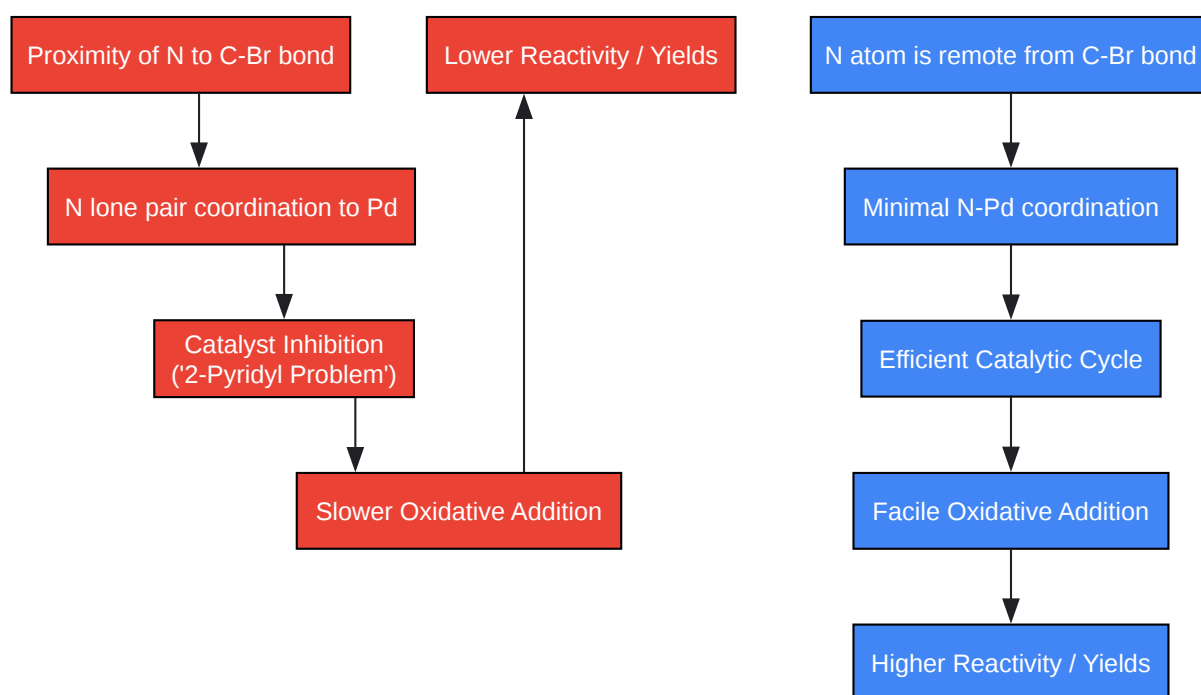 Proximity of N to C-Br bond
Lower Reactivity / Yields
N atom is remote from C-Br bond
N lone pair coordination to Pd
Minimal N-Pd coordination
Catalyst Inhibition
('2-Pyridyl Problem')
Efficient Catalytic Cycle
Slower Oxidative Addition
Facile Oxidative Addition
Higher Reactivity / Yields